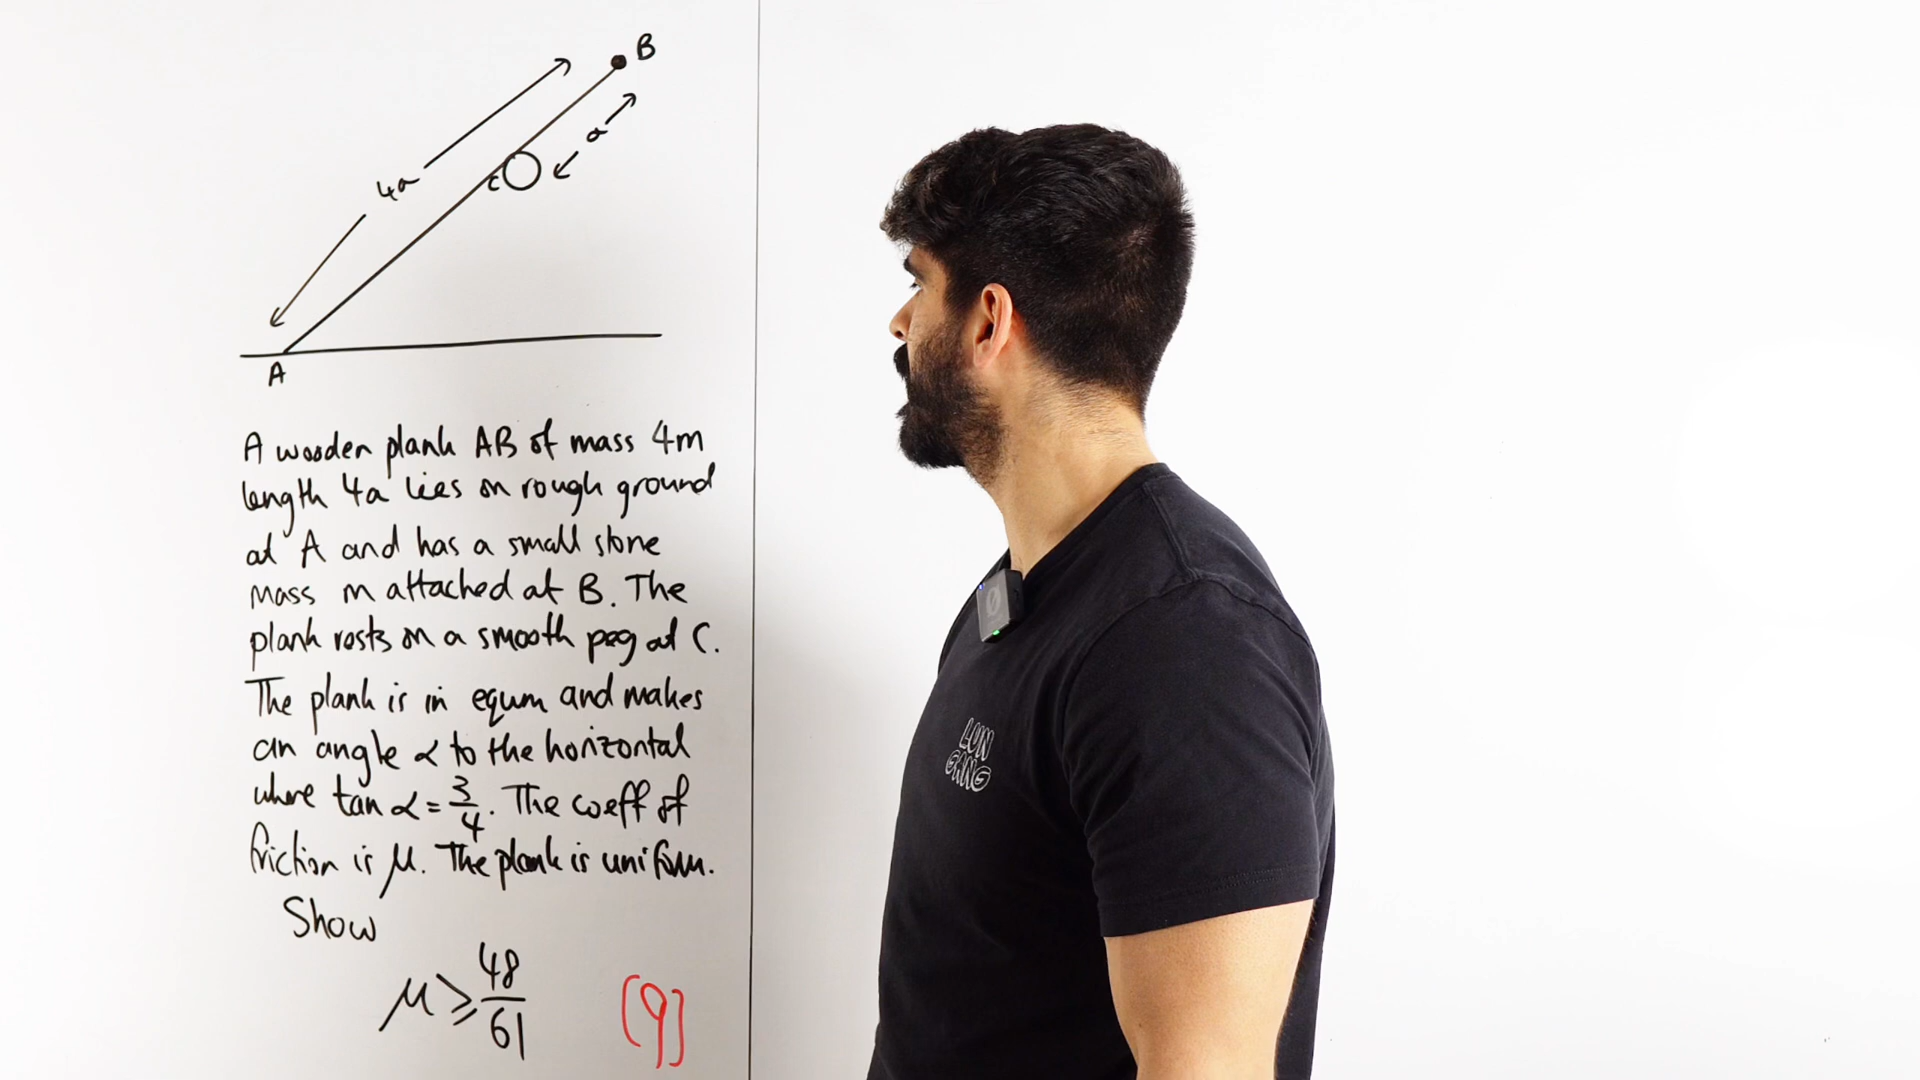 B
a
4a
C
A
A wooden plank AB of mass 4m
length 4a lies on rough ground
at A and has a small stone
mass m attached at B. The
plank rests on a smooth peg at C.
The plank is in equm and makes
an angle α to the horizontal
where tan α = 3/4. The coeff of
friction is μ. The plank is uniform.
Show
μ ≥ 48/61 [9]
LUN
GANG